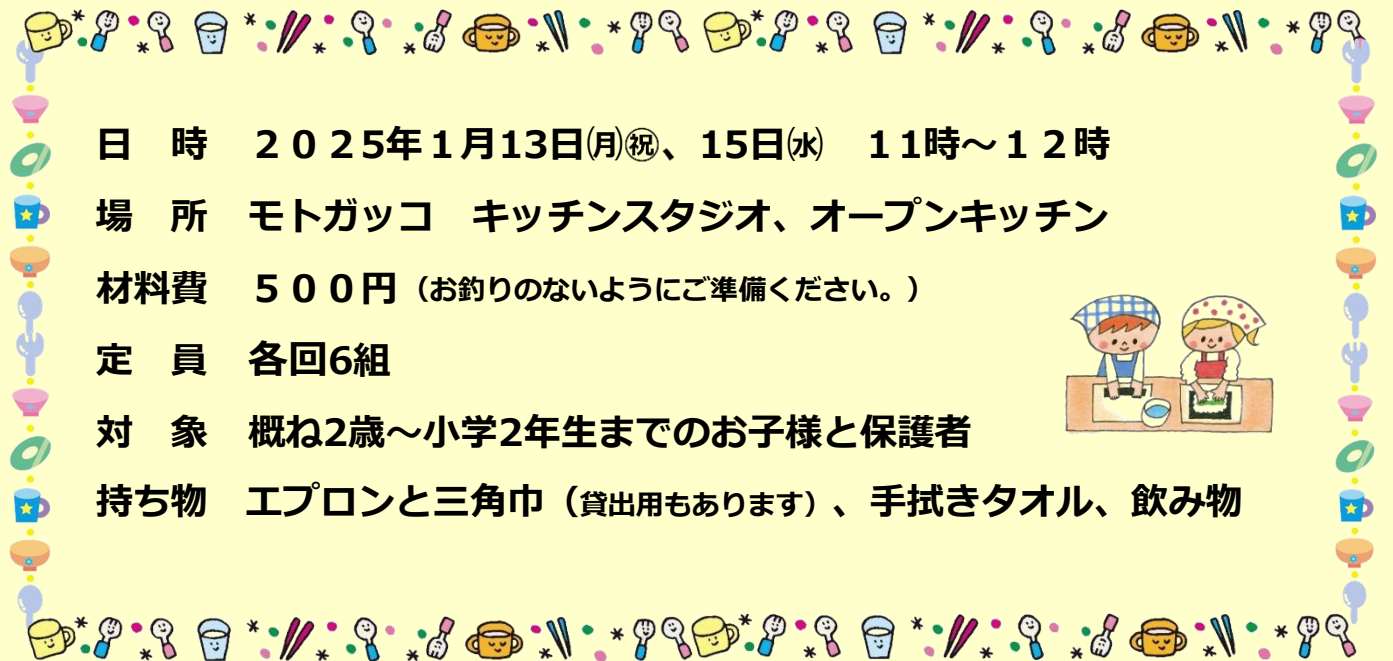 日　時　２０２5年１月13日㈪㊗、15日㈬　１1時～１２時
場　所　モトガッコ　キッチンスタジオ、オープンキッチン
材料費　５００円（お釣りのないようにご準備ください。）
定　員　各回6組
対　象　概ね2歳～小学2年生までのお子様と保護者
持ち物　エプロンと三角巾（貸出用もあります）、手拭きタオル、飲み物